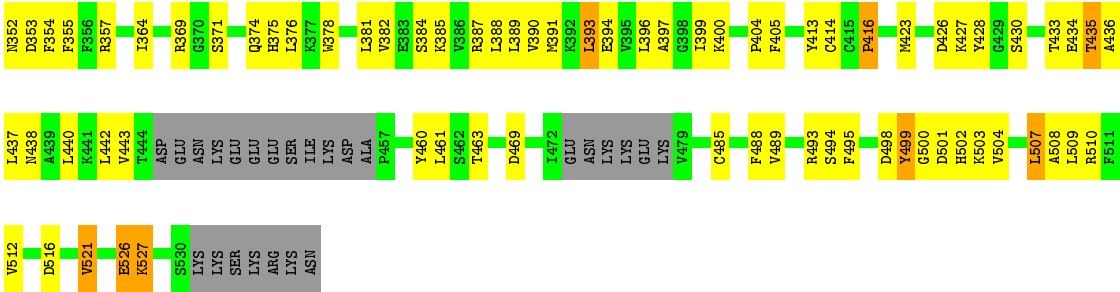 N352 D353 F354 F355 F356 R357 I364 R369 G370 S371 Q374 H375 L376 K377 W378 L381 V382 E383 S384 K385 V386 R387 L388 L389 V390 M391 K392 L393 E394 V395 L396 A397 G398 I399 K400 P404 F405 Y413 C414 C415 P416 M423 D426 K427 Y428 G429 S430 T433 E434 T435 A436
L437 N438 A439 L440 K441 L442 V443 T444 ASP GLU ASN LYS GLU GLU GLU SER ILE LYS ASP ALA P457 Y460 L461 S462 T463 D469 I472 GLU ASN LYS LYS GLU LYS V479 C485 F488 V489 R493 S494 F495 D498 Y499 G500 D501 H502 K503 V504 L507 A508 L509 R510 F511
V512 D516 V521 E526 K527 S530 LYS LYS SER LYS ARG LYS ASN